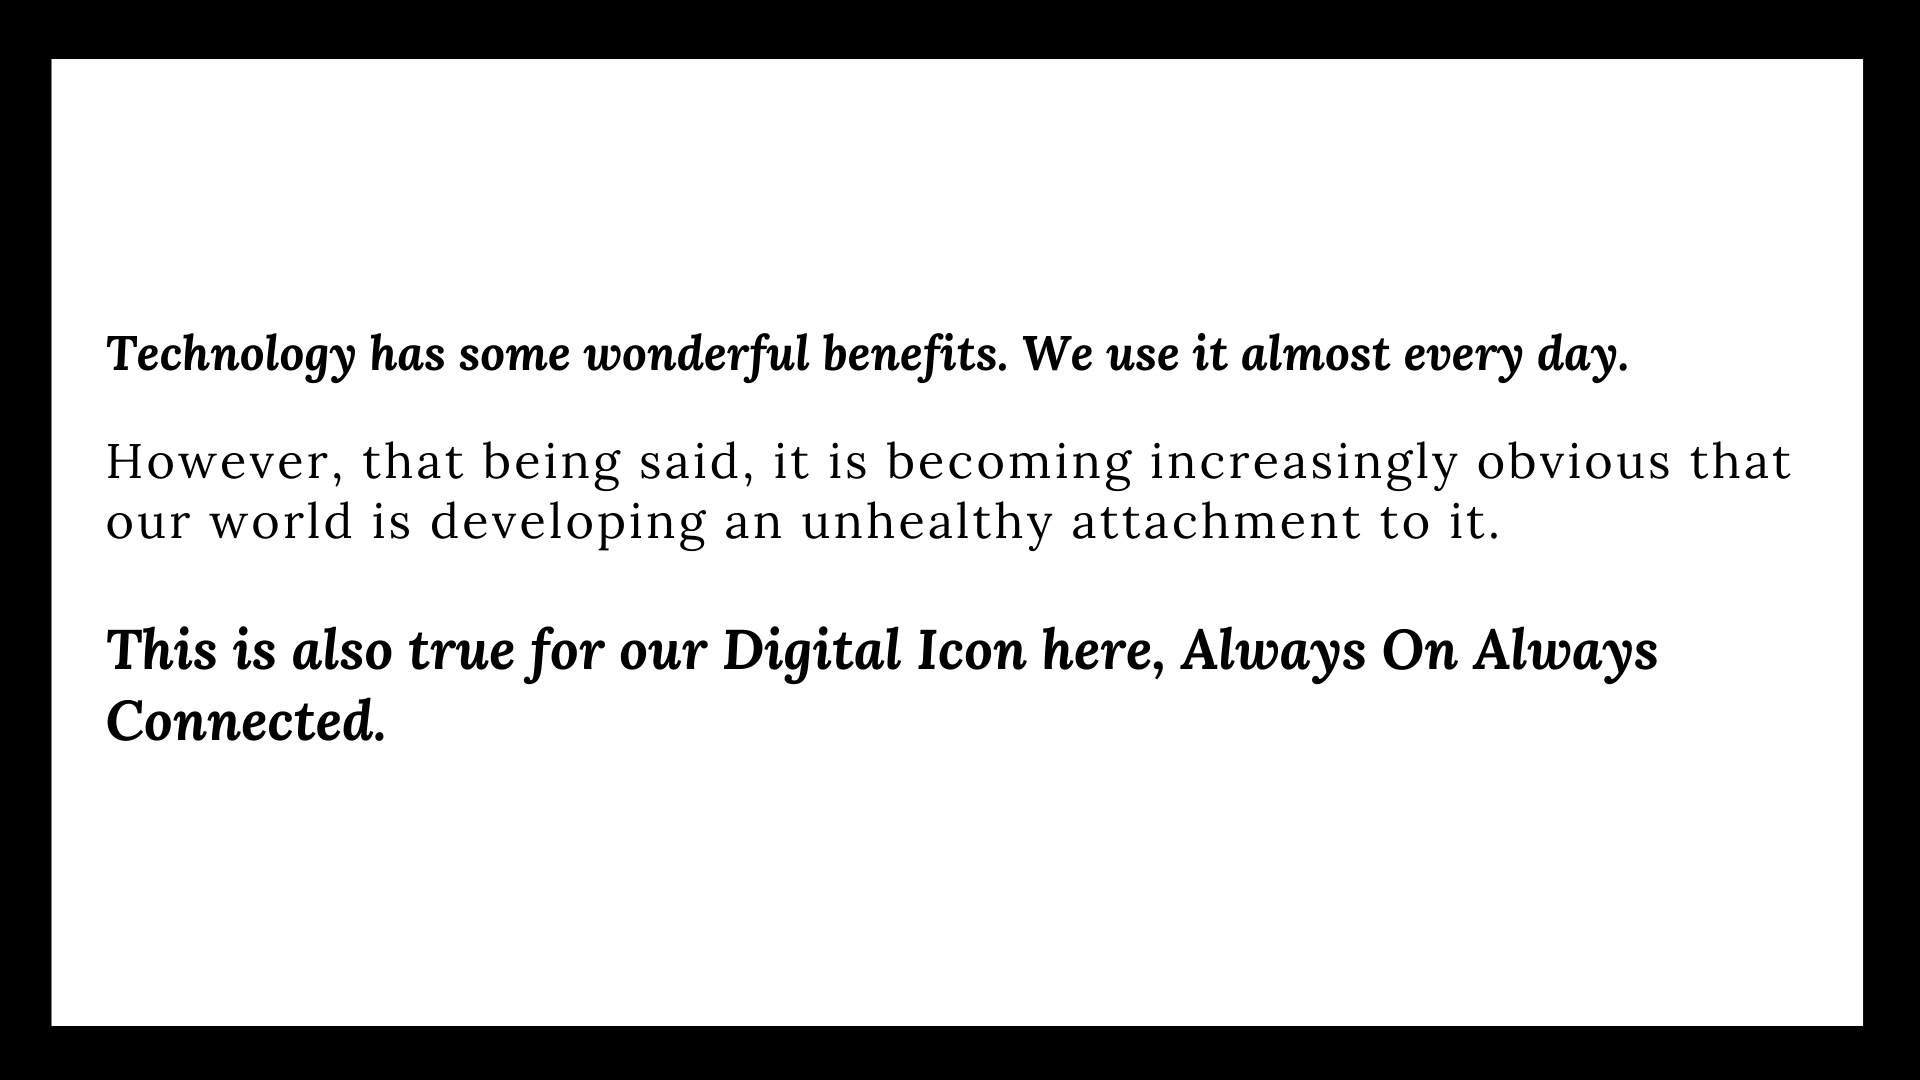 Technology has some wonderful benefits. We use it almost every day.
However, that being said, it is becoming increasingly obvious that
our world is developing an unhealthy attachment to it.
This is also true for our Digital Icon here, Always On Always
Connected.